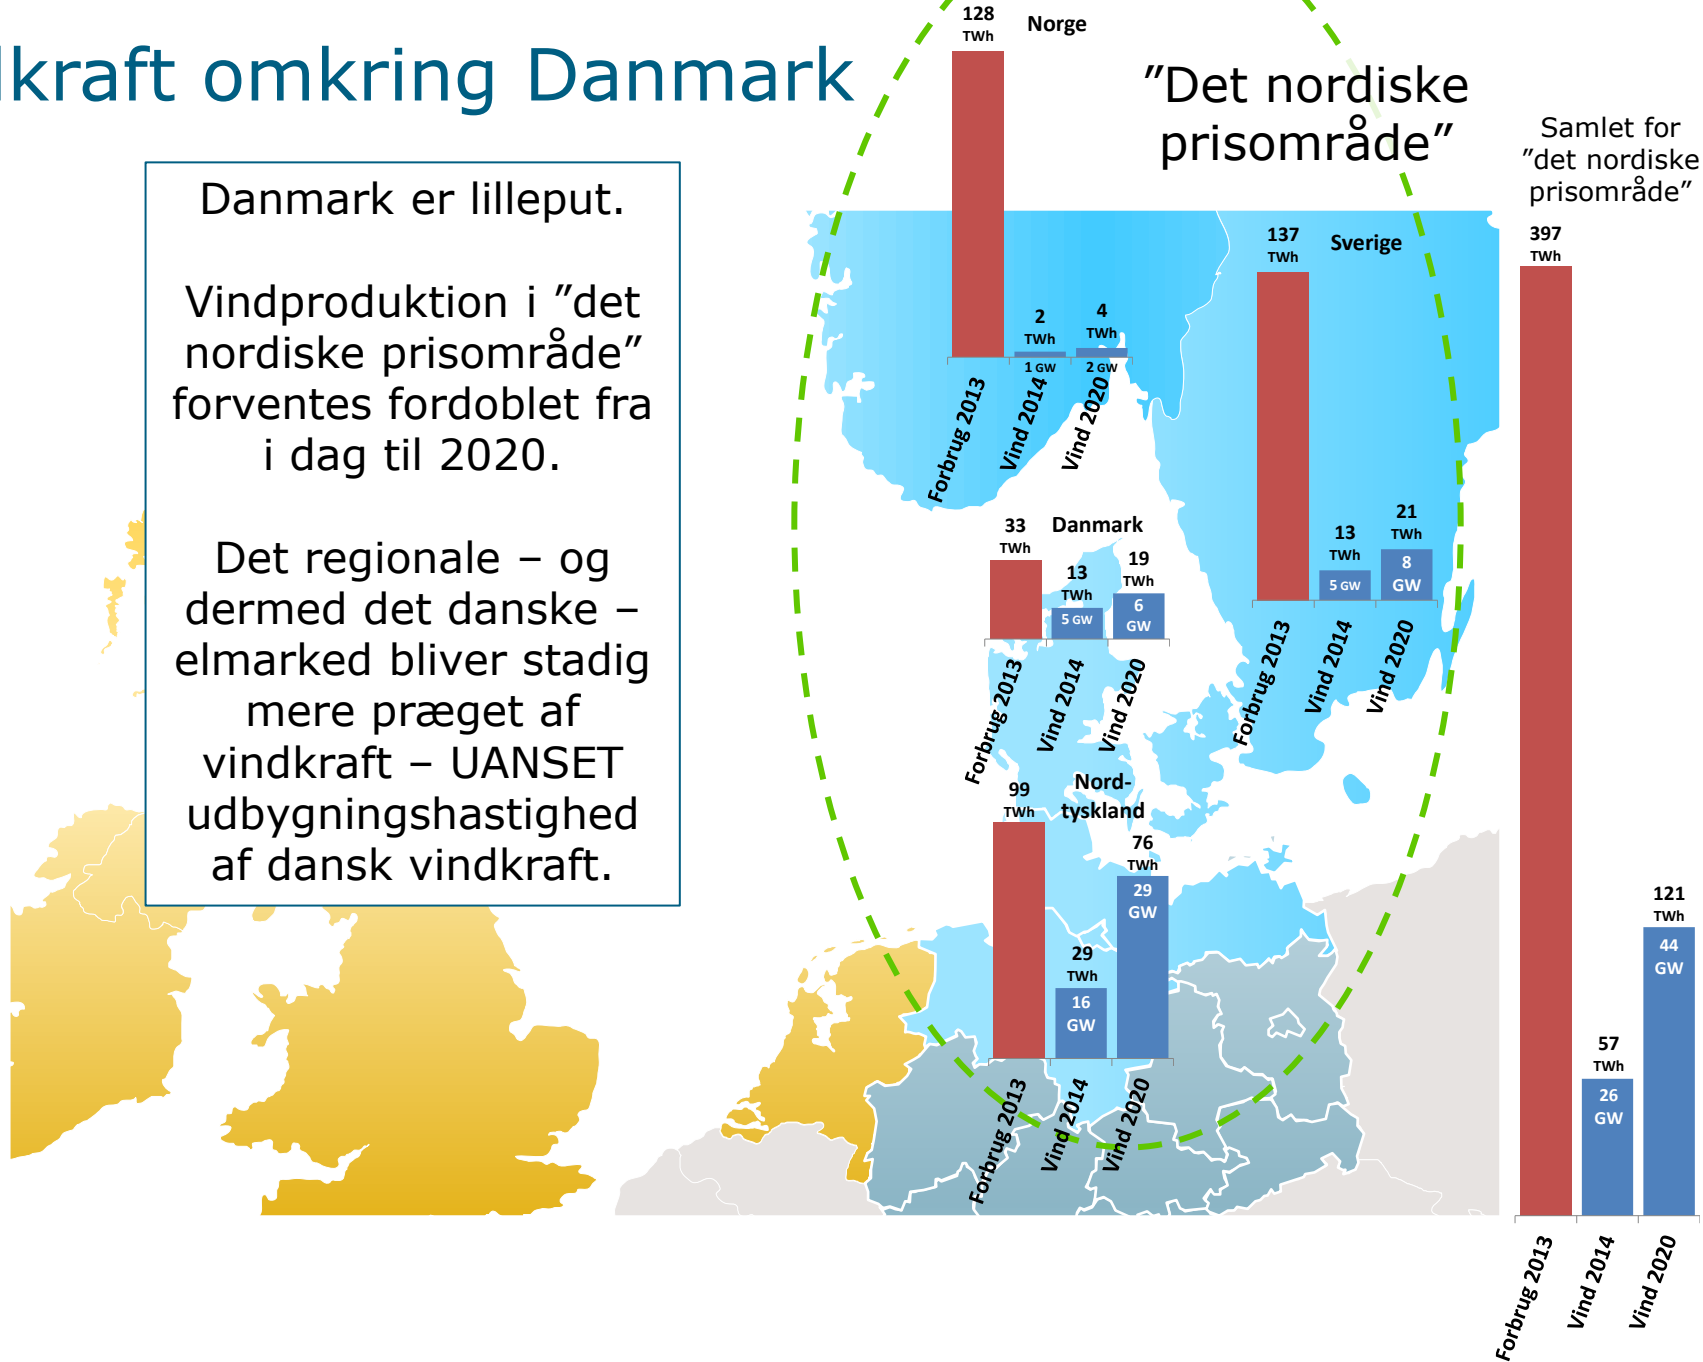 lkraft omkring Danmark
Danmark er lilleput.
Vindproduktion i ”det
nordiske prisområde”
forventes fordoblet fra
i dag til 2020.
Det regionale – og
dermed det danske –
elmarked bliver stadig
mere præget af
vindkraft – UANSET
udbygningshastighed
af dansk vindkraft.
”Det nordiske
prisområde”
128
TWh
Norge
2
TWh
4
TWh
1 GW
2 GW
Forbrug 2013
Vind 2014
Vind 2020
137
TWh
Sverige
13
TWh
21
TWh
5 GW
8
GW
Forbrug 2013
Vind 2014
Vind 2020
33
TWh
Danmark
13
TWh
19
TWh
5 GW
6
GW
Forbrug 2013
Vind 2014
Vind 2020
99
TWh
Nord-
tyskland
76
TWh
29
GW
29
TWh
16
GW
Forbrug 2013
Vind 2014
Vind 2020
Samlet for
”det nordiske
prisområde”
397
TWh
121
TWh
44
GW
57
TWh
26
GW
Forbrug 2013
Vind 2014
Vind 2020